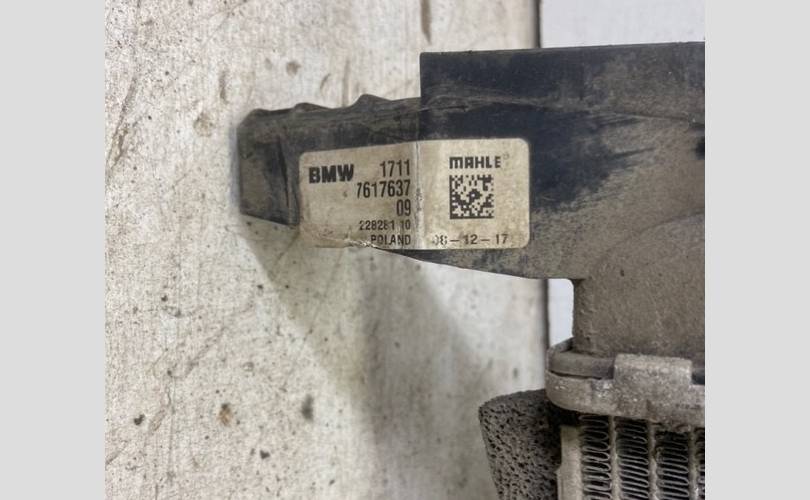 BMW 1711
7617637
09
228281 10
POLAND
MAHLE
08-12-17